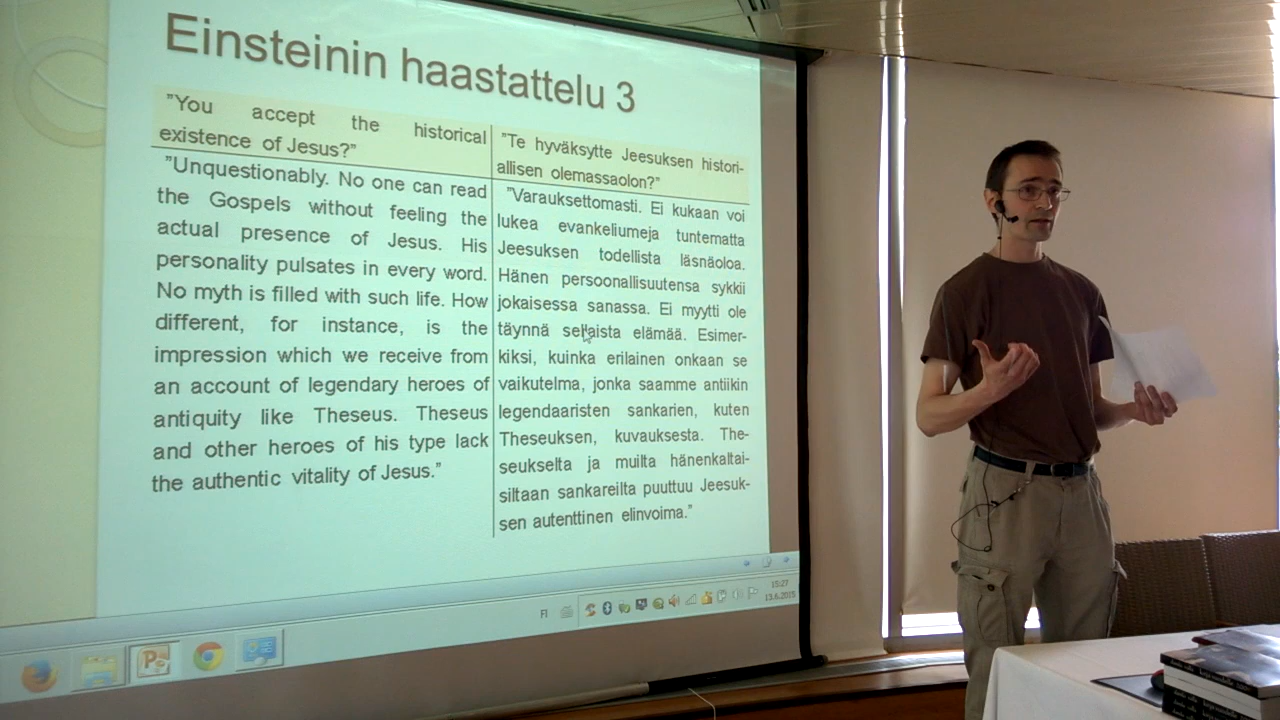 Einsteinin haastattelu 3
"You accept the historical
existence of Jesus?"
"Unquestionably. No one can read
the Gospels without feeling the
actual presence of Jesus. His
personality pulsates in every word.
No myth is filled with such life. How
different, for instance, is the
impression which we receive from
an account of legendary heroes of
antiquity like Theseus. Theseus
and other heroes of his type lack
the authentic vitality of Jesus."
"Te hyväksytte Jeesuksen histori-
allisen olemassaolon?"
"Varauksettomasti. Ei kukaan voi
lukea evankeliumeja tuntematta
Jeesuksen todellista läsnäoloa.
Hänen persoonallisuutensa sykkii
jokaisessa sanassa. Ei myytti ole
täynnä sellaista elämää. Esimer-
kiksi, kuinka erilainen onkaan se
vaikutelma, jonka saamme antiikin
legendaaristen sankarien, kuten
Theseuksen, kuvauksesta. The-
seukselta ja muilta hänenkaltai-
siltaan sankareilta puuttuu Jeesuk-
sen autenttinen elinvoima."
FI
15:27
13.6.2015